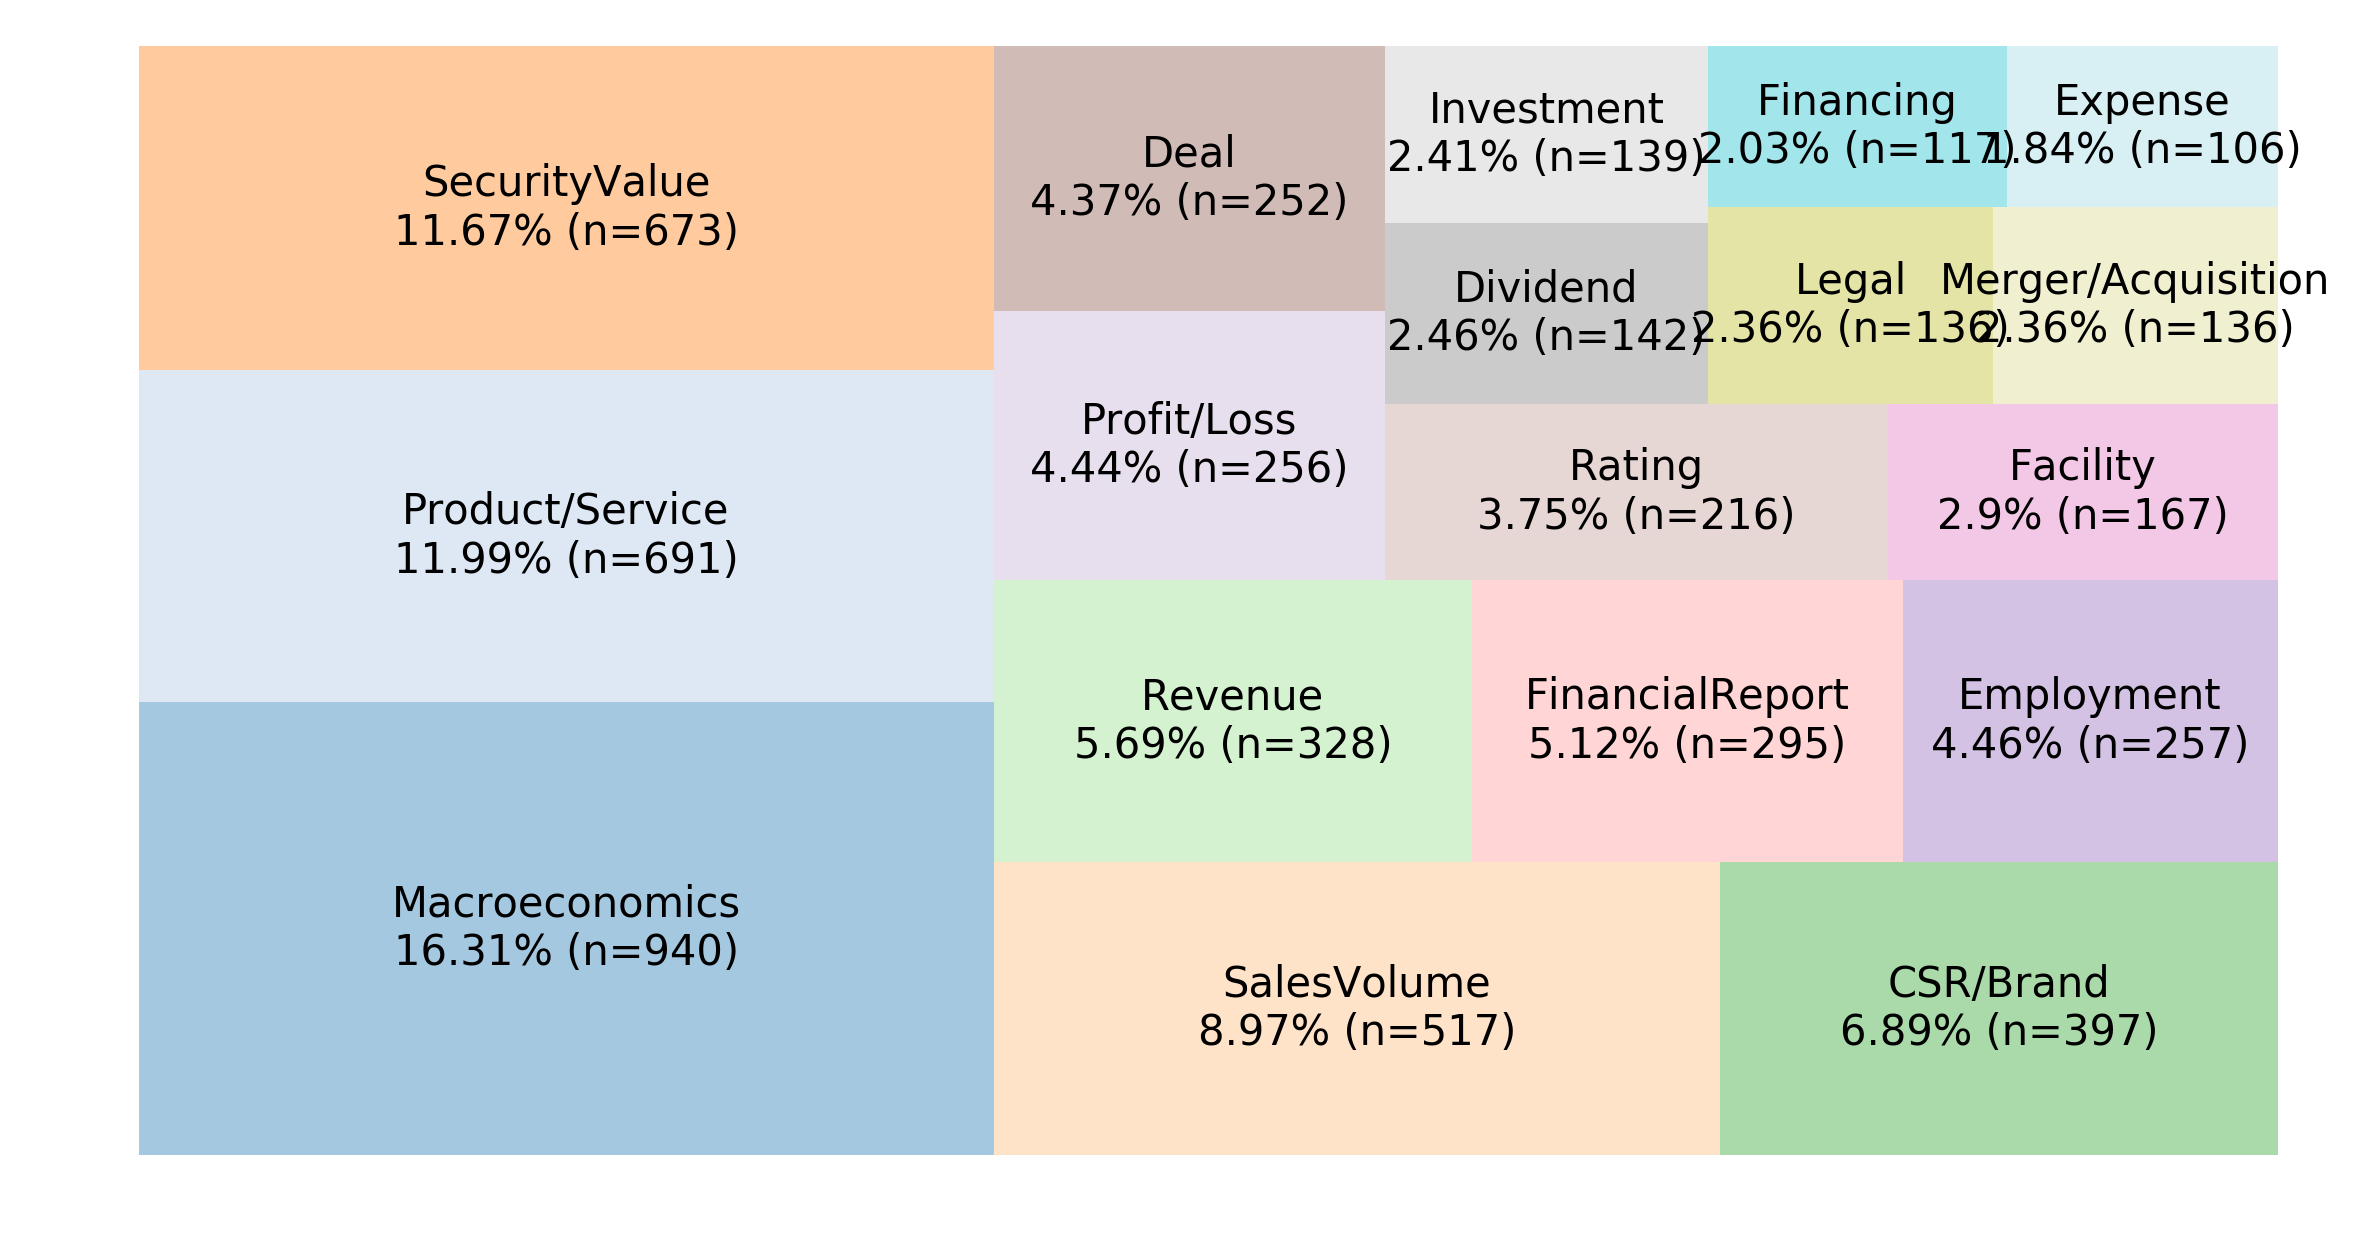 SecurityValue
11.67% (n=673)
Product/Service
11.99% (n=691)
Macroeconomics
16.31% (n=940)
Deal
4.37% (n=252)
Profit/Loss
4.44% (n=256)
Investment
2.41% (n=139)
Dividend
2.46% (n=142)
Financing
2.03% (n=117)
Expense
1.84% (n=106)
Legal
2.36% (n=136)
Merger/Acquisition
2.36% (n=136)
Rating
3.75% (n=216)
Facility
2.9% (n=167)
Revenue
5.69% (n=328)
FinancialReport
5.12% (n=295)
Employment
4.46% (n=257)
SalesVolume
8.97% (n=517)
CSR/Brand
6.89% (n=397)